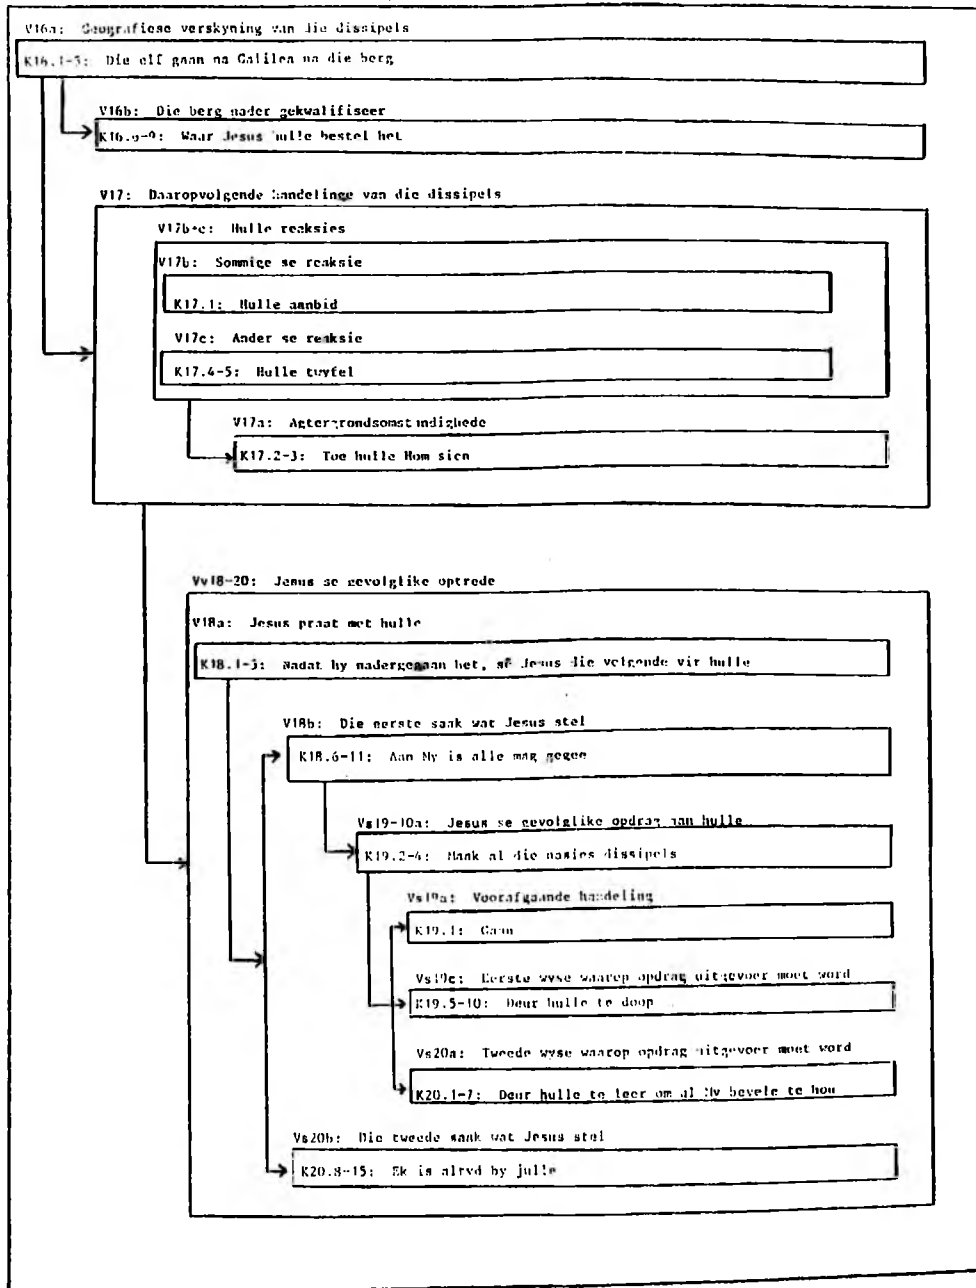 V16a: Geografiese verskyning van die dissipels
K16.1-5: Die elf gaan na Galilea na die berg
V16b: Die berg nader gekwalifiseer
K16.6-9: Waar Jesus hulle bestel het
V17: Daaropvolgende handelinge van die dissipels
V17b+c: Hulle reaksies
V17b: Sommige se reaksie
K17.1: Hulle aanbid
V17c: Ander se reaksie
K17.4-5: Hulle twyfel
V17a: Agtergrondsomstandighede
K17.2-3: Toe hulle Hom sien
Vv18-20: Jesus se gevolglike optrede
V18a: Jesus praat met hulle
K18.1-5: Nadat hy nadergegaan het, sê Jesus die volgende vir hulle
V18b: Die eerste saak wat Jesus stel
K18.6-11: Aan My is alle mag gegee
Vs19-10a: Jesus se gevolglike opdrag aan hulle
K19.2-4: Maak al die nasies dissipels
Vs19a: Voorafgaande handeling
K19.1: Gaan
Vs19c: Eerste wyse waarop opdrag uitgevoer moet word
K19.5-10: Deur hulle te doop
Vs20a: Tweede wyse waarop opdrag uitgevoer moet word
K20.1-7: Deur hulle te leer om al My bevele te hou
Vs20b: Die tweede saak wat Jesus stel
K20.8-15: Ek is altyd by julle